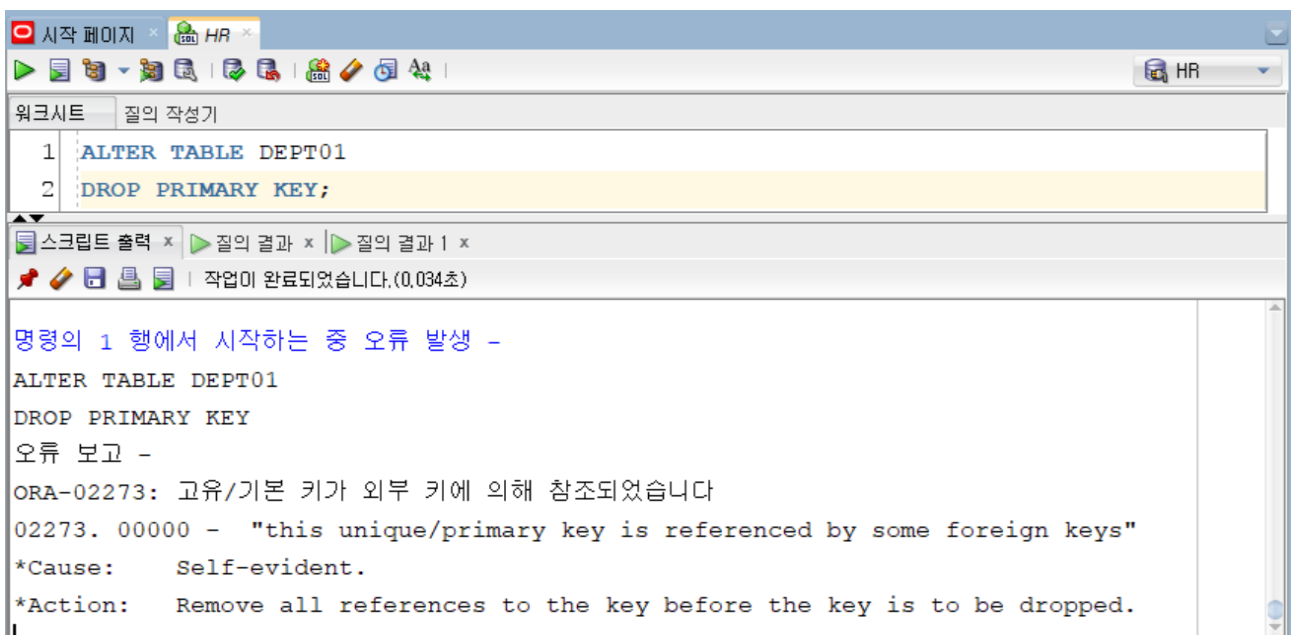 시작 페이지 HR
HR
워크시트 질의 작성기
1 ALTER TABLE DEPT01
2 DROP PRIMARY KEY;
스크립트 출력 x 질의 결과 x 질의 결과 1 x
작업이 완료되었습니다.(0,034초)
명령의 1 행에서 시작하는 중 오류 발생 -
ALTER TABLE DEPT01
DROP PRIMARY KEY
오류 보고 -
ORA-02273: 고유/기본 키가 외부 키에 의해 참조되었습니다
02273. 00000 - "this unique/primary key is referenced by some foreign keys"
*Cause: Self-evident.
*Action: Remove all references to the key before the key is to be dropped.